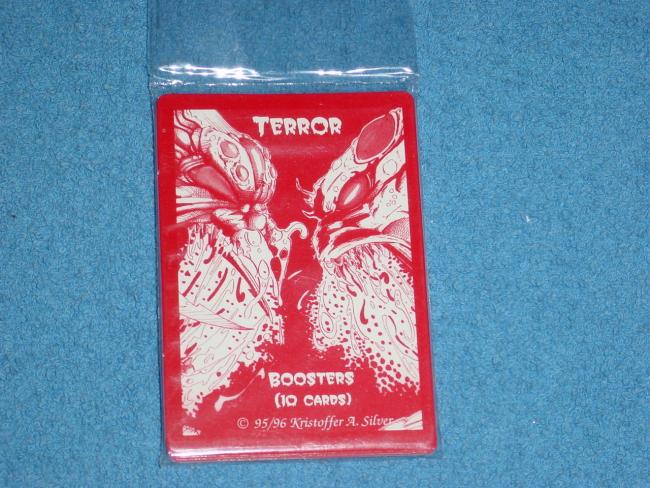 TERROR
BOOSTERS
(10 CARDS)
© 95/96 Kristoffer A. Silver